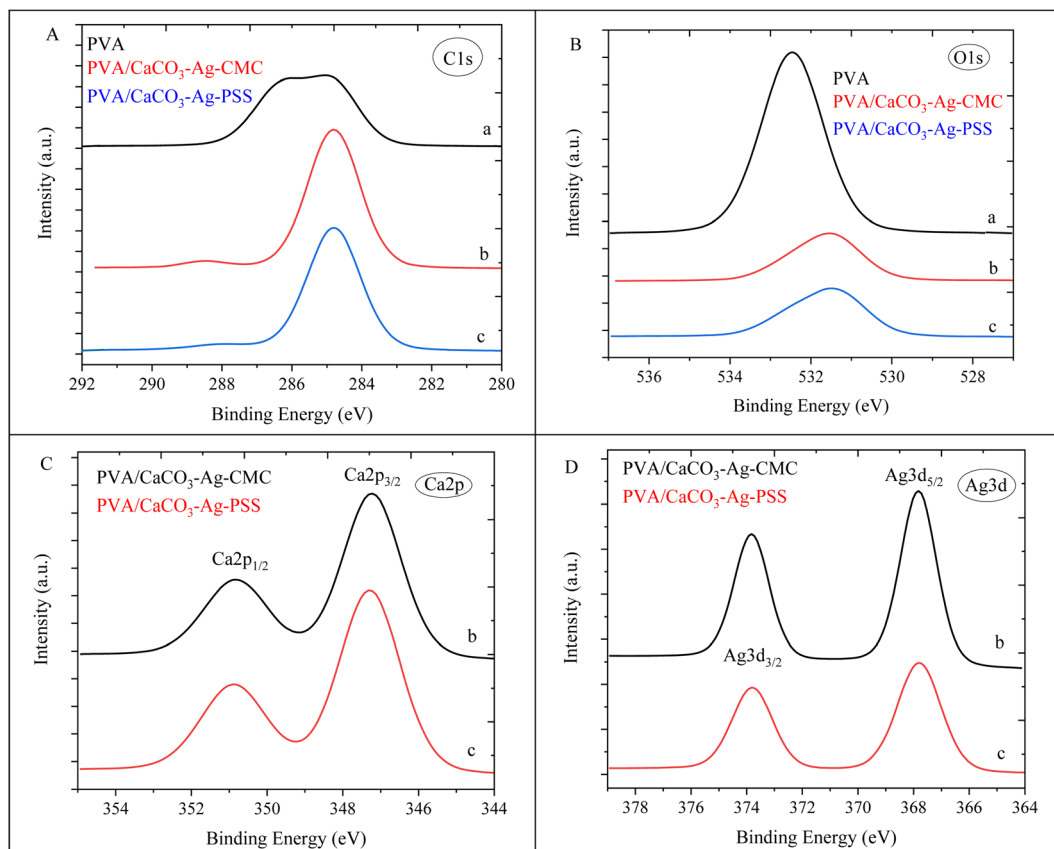 A
C1s
PVA
PVA/CaCO₃-Ag-CMC
PVA/CaCO₃-Ag-PSS
a
b
c
Intensity (a.u.)
292 290 288 286 284 282 280
Binding Energy (eV)
B
O1s
PVA
PVA/CaCO₃-Ag-CMC
PVA/CaCO₃-Ag-PSS
a
b
c
Intensity (a.u.)
536 534 532 530 528
Binding Energy (eV)
C
PVA/CaCO₃-Ag-CMC
PVA/CaCO₃-Ag-PSS
Ca2p₃/₂
Ca2p
Ca2p₁/₂
b
c
Intensity (a.u.)
354 352 350 348 346 344
Binding Energy (eV)
D
PVA/CaCO₃-Ag-CMC
PVA/CaCO₃-Ag-PSS
Ag3d₅/₂
Ag3d
Ag3d₃/₂
b
c
Intensity (a.u.)
378 376 374 372 370 368 366 364
Binding Energy (eV)